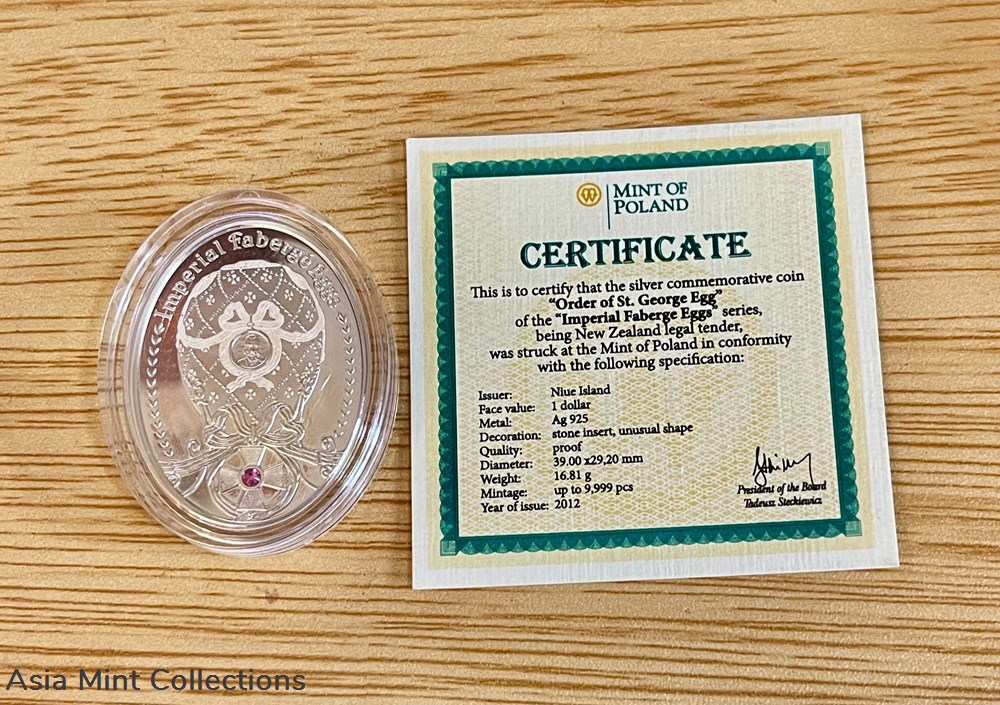 Imperial Fabergé Eggs
MINT OF
POLAND
CERTIFICATE
This is to certify that the silver commemorative coin
"Order of St. George Egg"
of the "Imperial Faberge Eggs" series,
being New Zealand legal tender,
was struck at the Mint of Poland in conformity
with the following specification:
Issuer: Niue Island
Face value: 1 dollar
Metal: Ag 925
Decoration: stone insert, unusual shape
Quality: proof
Diameter: 39.00 x29,20 mm
Weight: 16.81 g
Mintage: up to 9,999 pcs
Year of issue: 2012
President of the Board
Tadeusz Steckiewicz
Asia Mint Collections